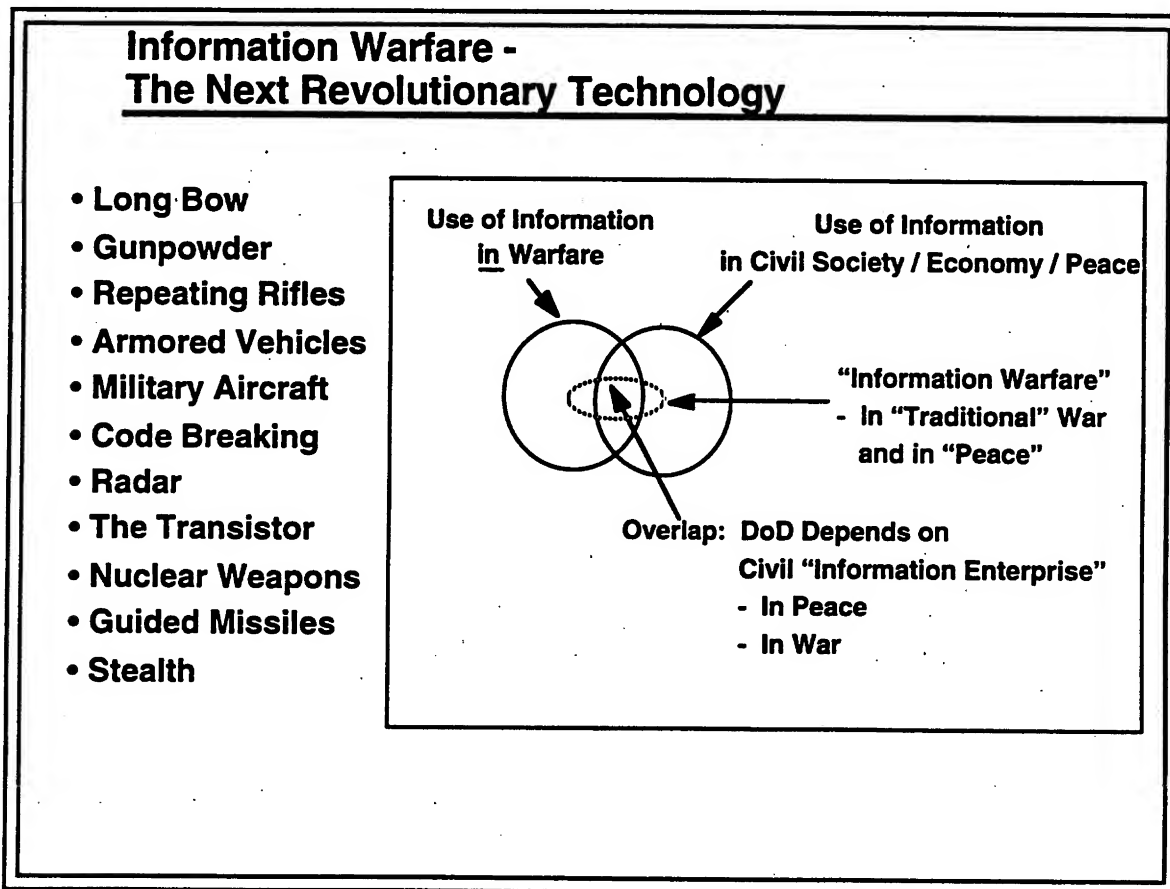 Information Warfare -
The Next Revolutionary Technology
• Long Bow
• Gunpowder
• Repeating Rifles
• Armored Vehicles
• Military Aircraft
• Code Breaking
• Radar
• The Transistor
• Nuclear Weapons
• Guided Missiles
• Stealth
Use of Information
in Warfare
Use of Information
in Civil Society / Economy / Peace
“Information Warfare”
- In “Traditional” War
and in “Peace”
Overlap: DoD Depends on
Civil “Information Enterprise”
- In Peace
- In War